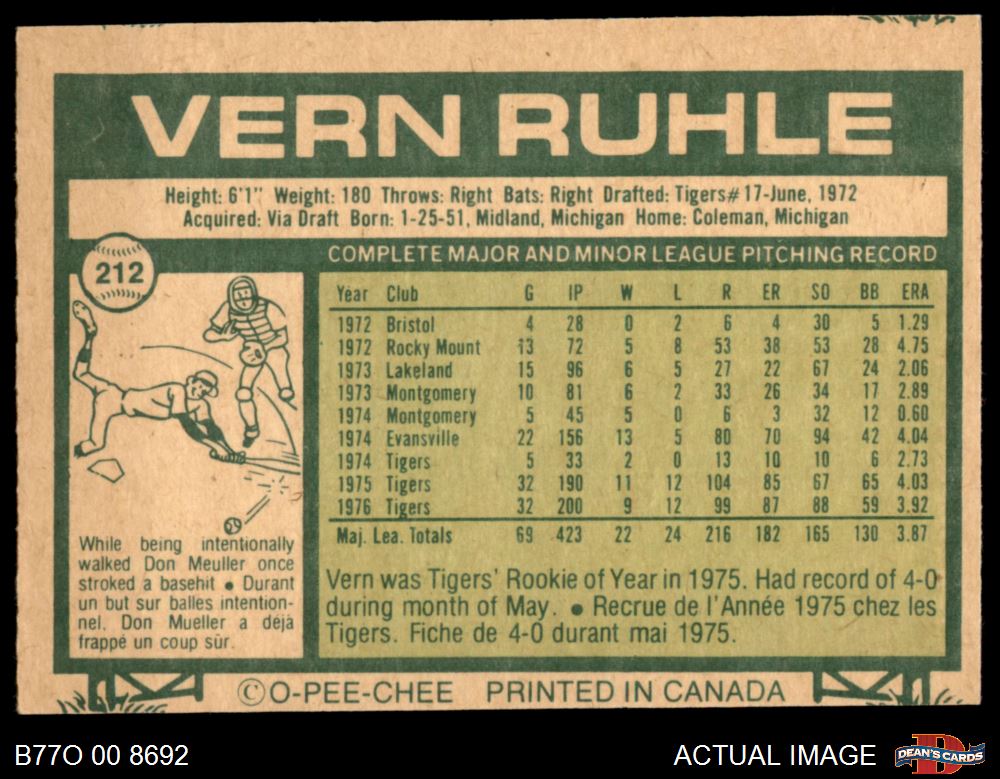 VERN RUHLE
Height: 6'1" Weight: 180 Throws: Right Bats: Right Drafted: Tigers#17-June, 1972
Acquired: Via Draft Born: 1-25-51, Midland, Michigan Home: Coleman, Michigan
212
COMPLETE MAJOR AND MINOR LEAGUE PITCHING RECORD
Year Club G IP W L R ER SO BB ERA
1972 Bristol 4 28 0 2 6 4 30 5 1.29
1972 Rocky Mount 13 72 5 8 53 38 53 28 4.75
1973 Lakeland 15 96 6 5 27 22 67 24 2.06
1973 Montgomery 10 81 6 2 33 26 34 17 2.89
1974 Montgomery 5 45 5 0 6 3 32 12 0.60
1974 Evansville 22 156 13 5 80 70 94 42 4.04
1974 Tigers 5 33 2 0 13 10 10 6 2.73
1975 Tigers 32 190 11 12 104 85 67 65 4.03
1976 Tigers 32 200 9 12 99 87 88 59 3.92
Maj. Lea. Totals 69 423 22 24 216 182 165 130 3.87
While being intentionally
walked Don Meuller once
stroked a basehit ● Durant
un but sur balles intention-
nel, Don Mueller a déjà
frappé un coup sûr.
Vern was Tigers' Rookie of Year in 1975. Had record of 4-0
during month of May. ● Recrue de l'Année 1975 chez les
Tigers. Fiche de 4-0 durant mai 1975.
©O-PEE-CHEE PRINTED IN CANADA
B77O 00 8692
ACTUAL IMAGE
DEAN'S CARDS